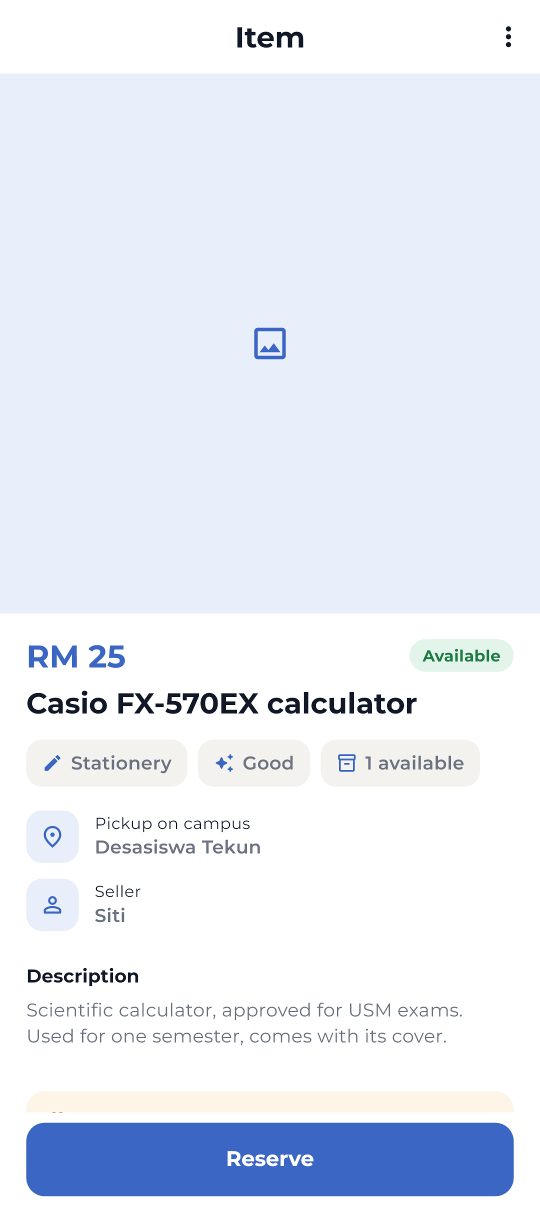 Item
RM 25
Available
Casio FX-570EX calculator
Stationery
Good
1 available
Pickup on campus
Desasiswa Tekun
Seller
Siti
Description
Scientific calculator, approved for USM exams.
Used for one semester, comes with its cover.
Reserve